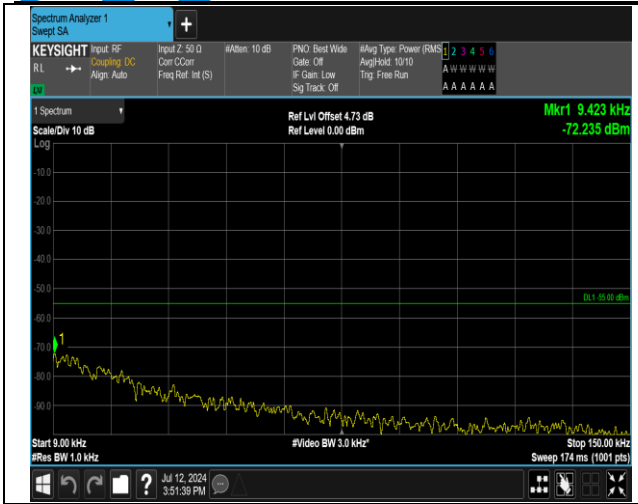 Spectrum Analyzer 1
Swept SA
+
KEYSIGHT Input: RF Input Z: 50 Ω #Atten: 10 dB PNO: Best Wide #Avg Type: Power (RMS 1 2 3 4 5 6
RL Coupling: DC Corr CCorr Gate: Off Avg|Hold: 10/10 A W W W W W
Align: Auto Freq Ref: Int (S) IF Gain: Low Trig: Free Run
Sig Track: Off A A A A A A
1 Spectrum Ref Lvl Offset 4.73 dB Mkr1 9.423 kHz
Scale/Div 10 dB Ref Level 0.00 dBm -72.235 dBm
Log
-10.0
-20.0
-30.0
-40.0
-50.0
DL1 -55.00 dBm
-60.0
1
-70.0
-80.0
-90.0
Start 9.00 kHz #Video BW 3.0 kHz* Stop 150.00 kHz
#Res BW 1.0 kHz Sweep 174 ms (1001 pts)
? Jul 12, 2024
3:51:39 PM